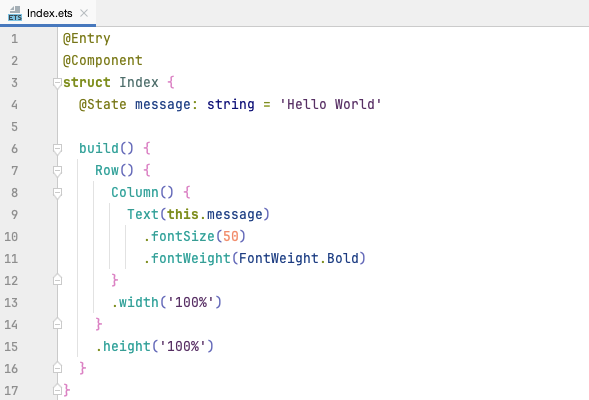 Index.ets
ETS
1 @Entry
2 @Component
3 struct Index {
4   @State message: string = 'Hello World'
5
6   build() {
7     Row() {
8       Column() {
9         Text(this.message)
10           .fontSize(50)
11           .fontWeight(FontWeight.Bold)
12       }
13       .width('100%')
14     }
15     .height('100%')
16   }
17 }